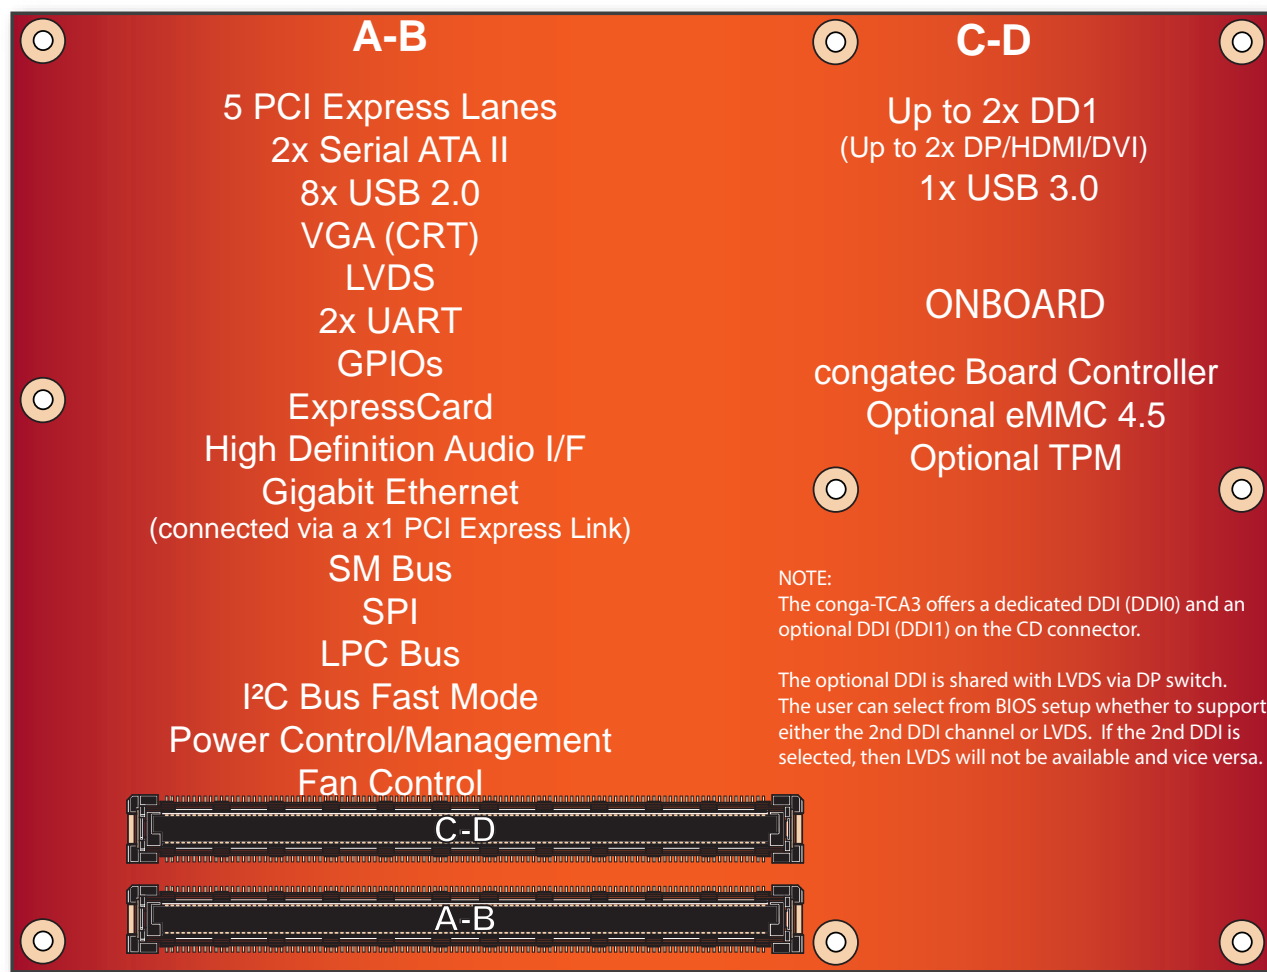 A-B
5 PCI Express Lanes
2x Serial ATA II
8x USB 2.0
VGA (CRT)
LVDS
2x UART
GPIOs
ExpressCard
High Definition Audio I/F
Gigabit Ethernet
(connected via a x1 PCI Express Link)
SM Bus
SPI
LPC Bus
I²C Bus Fast Mode
Power Control/Management
Fan Control
C-D
Up to 2x DD1
(Up to 2x DP/HDMI/DVI)
1x USB 3.0
ONBOARD
congatec Board Controller
Optional eMMC 4.5
Optional TPM
NOTE:
The conga-TCA3 offers a dedicated DDI (DDI0) and an
optional DDI (DDI1) on the CD connector.
The optional DDI is shared with LVDS via DP switch.
The user can select from BIOS setup whether to support
either the 2nd DDI channel or LVDS.  If the 2nd DDI is
selected, then LVDS will not be available and vice versa.
C-D
A-B